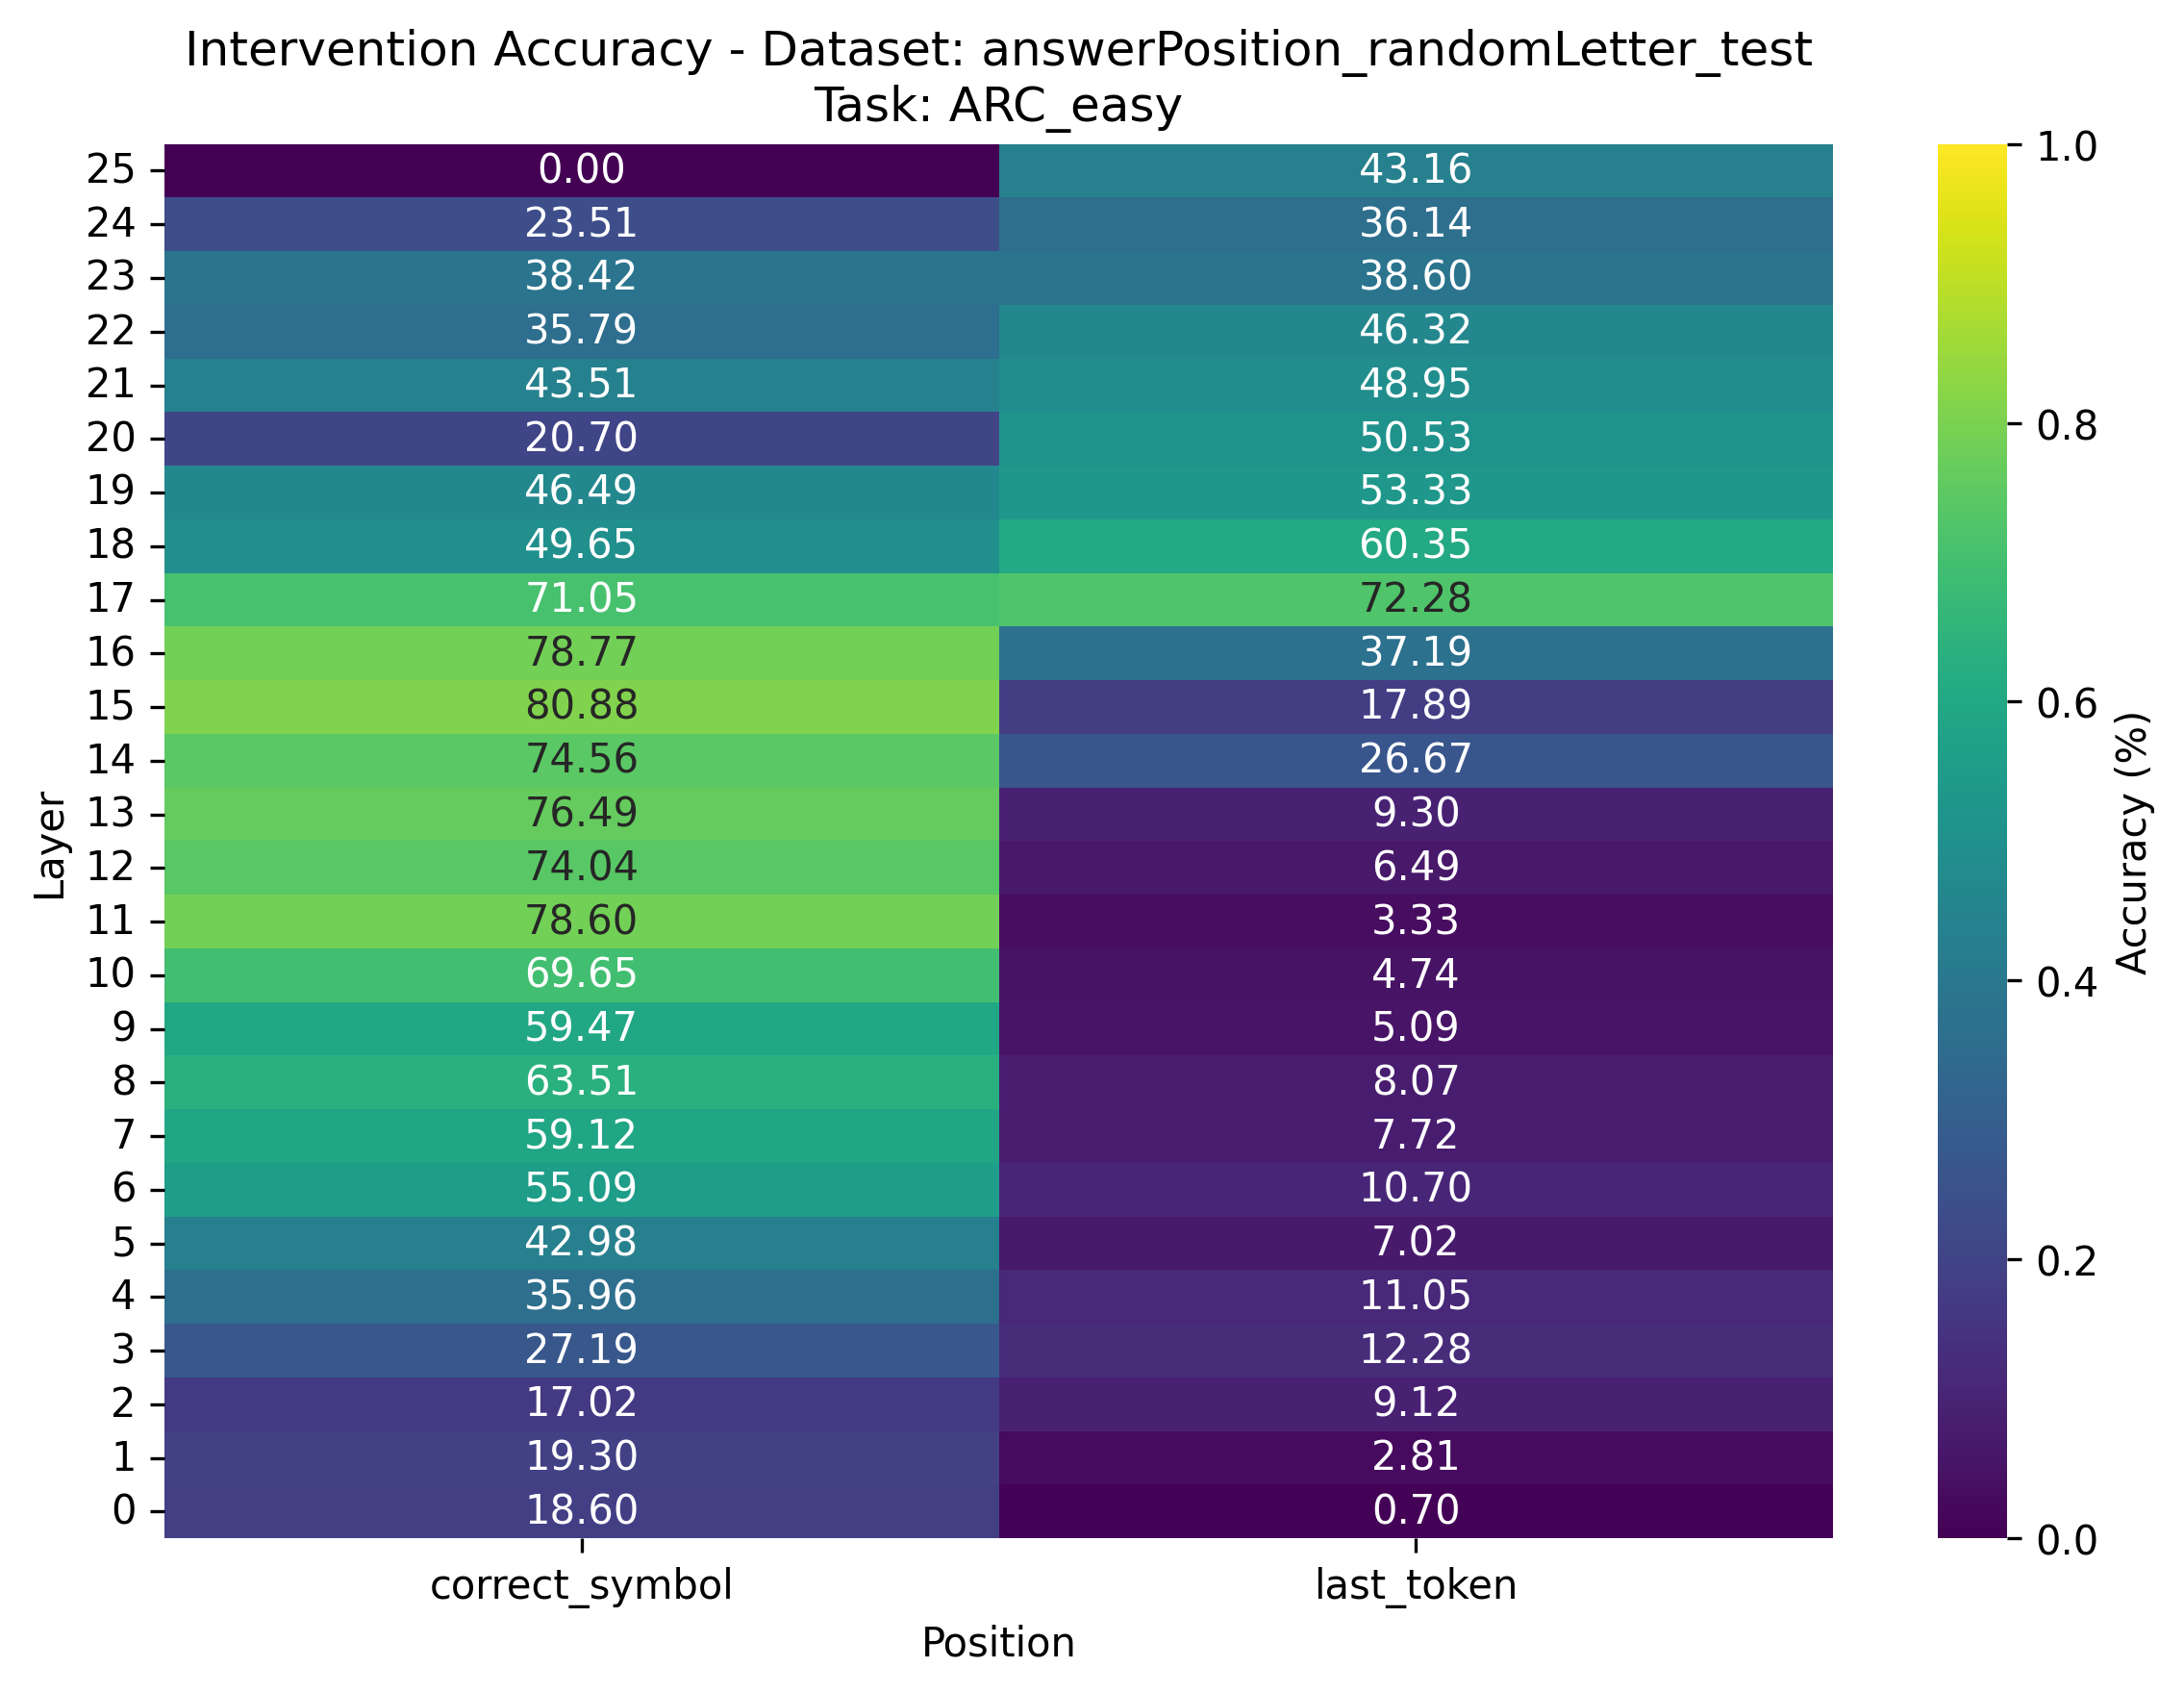 Intervention Accuracy - Dataset: answerPosition_randomLetter_test
Task: ARC_easy
25 0.00 43.16
24 23.51 36.14
23 38.42 38.60
22 35.79 46.32
21 43.51 48.95
20 20.70 50.53
19 46.49 53.33
18 49.65 60.35
17 71.05 72.28
16 78.77 37.19
15 80.88 17.89
14 74.56 26.67
13 76.49 9.30
12 74.04 6.49
11 78.60 3.33
10 69.65 4.74
9 59.47 5.09
8 63.51 8.07
7 59.12 7.72
6 55.09 10.70
5 42.98 7.02
4 35.96 11.05
3 27.19 12.28
2 17.02 9.12
1 19.30 2.81
0 18.60 0.70
correct_symbol last_token
Position
Layer
1.0
0.8
0.6
0.4
0.2
0.0
Accuracy (%)